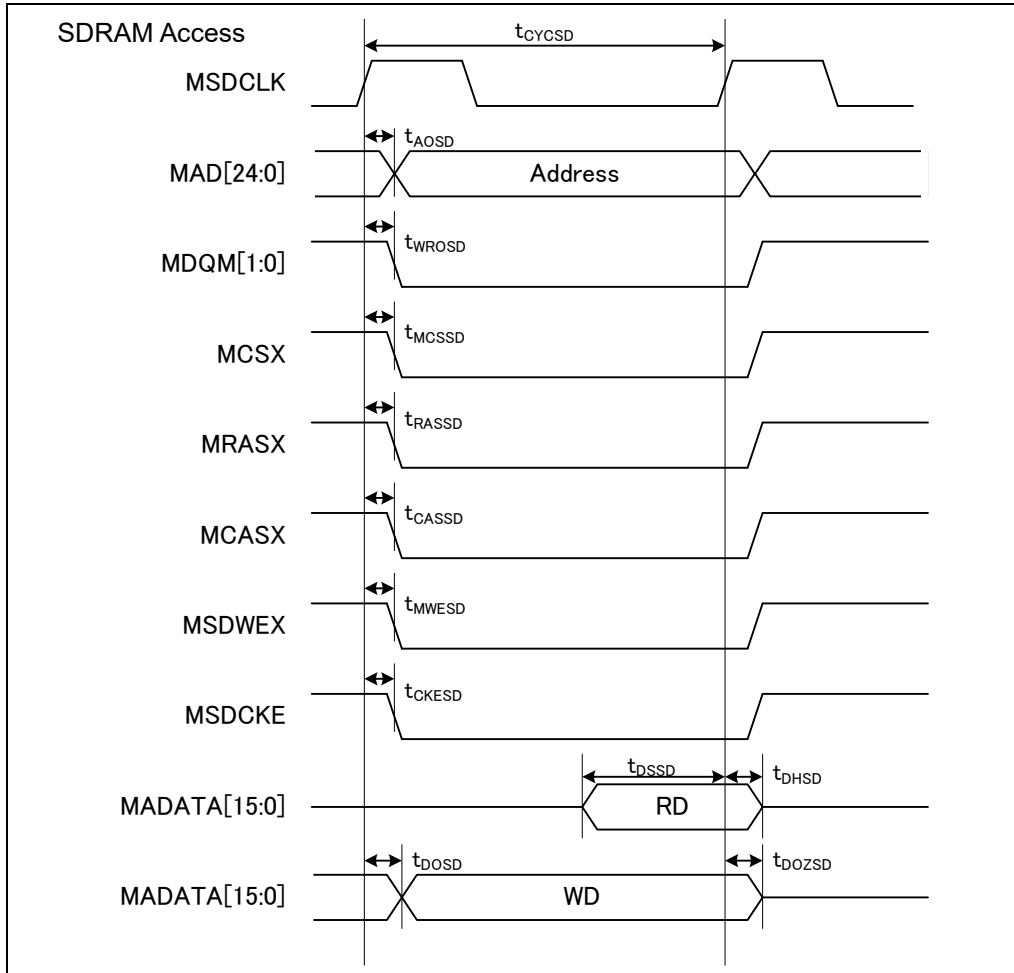 SDRAM Access
tCYCSD
MSDCLK
tAOSD
MAD[24:0]
Address
tWROSD
MDQM[1:0]
tMCSSD
MCSX
tRASSD
MRASX
tCASSD
MCASX
tMWESD
MSDWEX
tCKESD
MSDCKE
tDSSD
tDHSD
MADATA[15:0]
RD
tDOSD
tDOZSD
MADATA[15:0]
WD